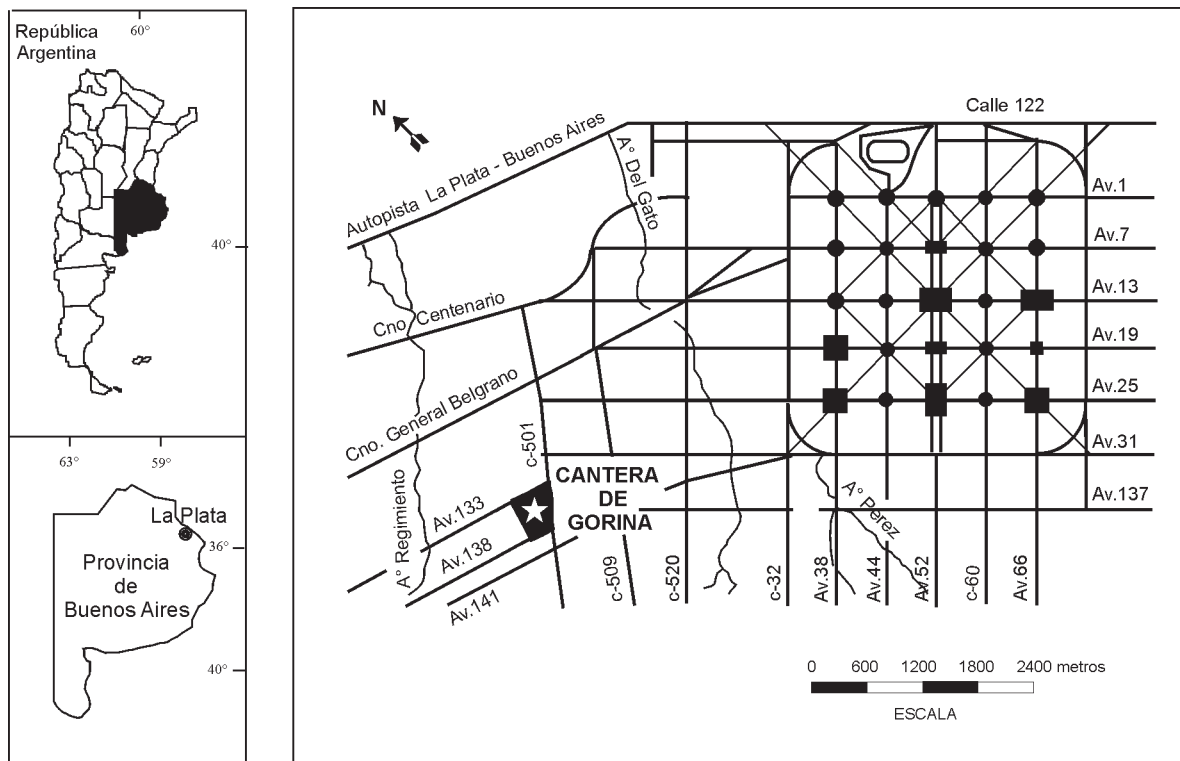 República
Argentina
60°
40°
63°
59°
La Plata
36°
Provincia
de
Buenos Aires
40°
N
Calle 122
Autopista La Plata - Buenos Aires
A° Del Gato
Av.1
Av.7
Av.13
Av.19
Av.25
Av.31
Av.137
Cno. Centenario
Cno. General Belgrano
c-501
A° Regimiento
CANTERA
DE
GORINA
Av.133
Av.138
Av.141
A° Perez
c-509
c-520
c-32
Av.38
Av.44
Av.52
c-60
Av.66
0 600 1200 1800 2400 metros
ESCALA